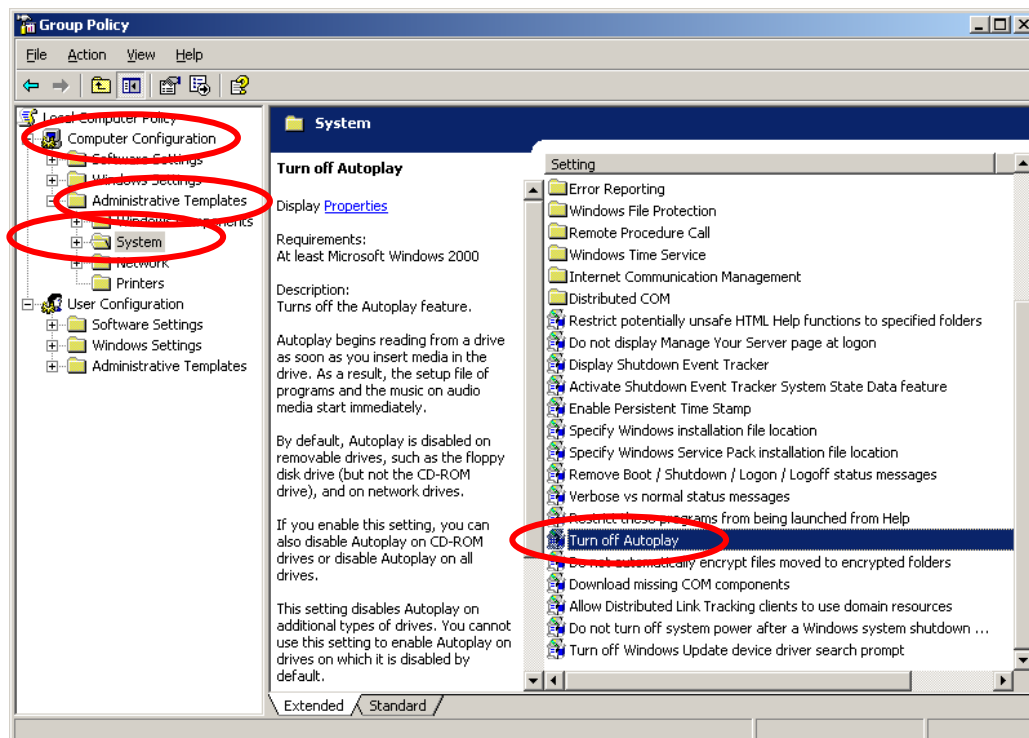 Group Policy
File Action View Help
Local Computer Policy
Computer Configuration
Software Settings
Windows Settings
Administrative Templates
Windows Components
System
Network
Printers
User Configuration
Software Settings
Windows Settings
Administrative Templates
System
Turn off Autoplay
Display Properties
Requirements:
At least Microsoft Windows 2000
Description:
Turns off the Autoplay feature.
Autoplay begins reading from a drive
as soon as you insert media in the
drive. As a result, the setup file of
programs and the music on audio
media start immediately.
By default, Autoplay is disabled on
removable drives, such as the floppy
disk drive (but not the CD-ROM
drive), and on network drives.
If you enable this setting, you can
also disable Autoplay on CD-ROM
drives or disable Autoplay on all
drives.
This setting disables Autoplay on
additional types of drives. You cannot
use this setting to enable Autoplay on
drives on which it is disabled by
default.
Setting
Error Reporting
Windows File Protection
Remote Procedure Call
Windows Time Service
Internet Communication Management
Distributed COM
Restrict potentially unsafe HTML Help functions to specified folders
Do not display Manage Your Server page at logon
Display Shutdown Event Tracker
Activate Shutdown Event Tracker System State Data feature
Enable Persistent Time Stamp
Specify Windows installation file location
Specify Windows Service Pack installation file location
Remove Boot / Shutdown / Logon / Logoff status messages
Verbose vs normal status messages
Restrict these programs from being launched from Help
Turn off Autoplay
Do not automatically encrypt files moved to encrypted folders
Download missing COM components
Allow Distributed Link Tracking clients to use domain resources
Do not turn off system power after a Windows system shutdown ...
Turn off Windows Update device driver search prompt
Extended Standard